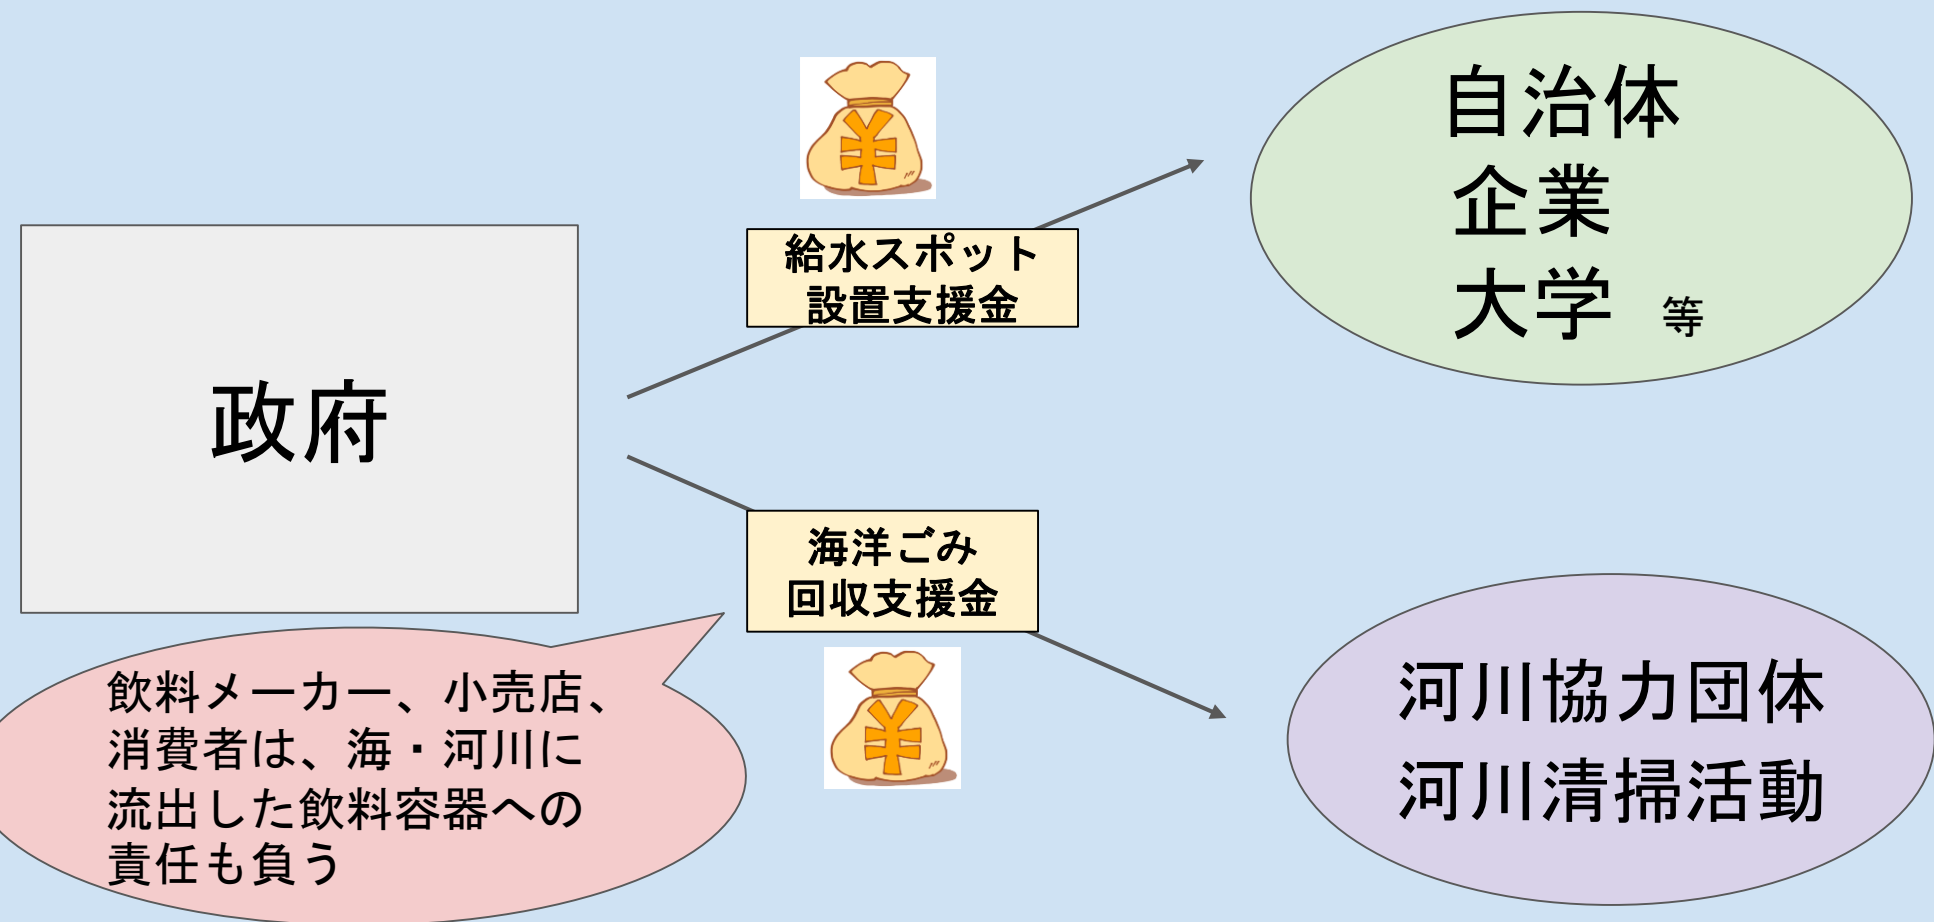 政府
給水スポット
設置支援金
自治体
企業
大学 等
海洋ごみ
回収支援金
河川協力団体
河川清掃活動
飲料メーカー、小売店、
消費者は、海・河川に
流出した飲料容器への
責任も負う
¥
¥